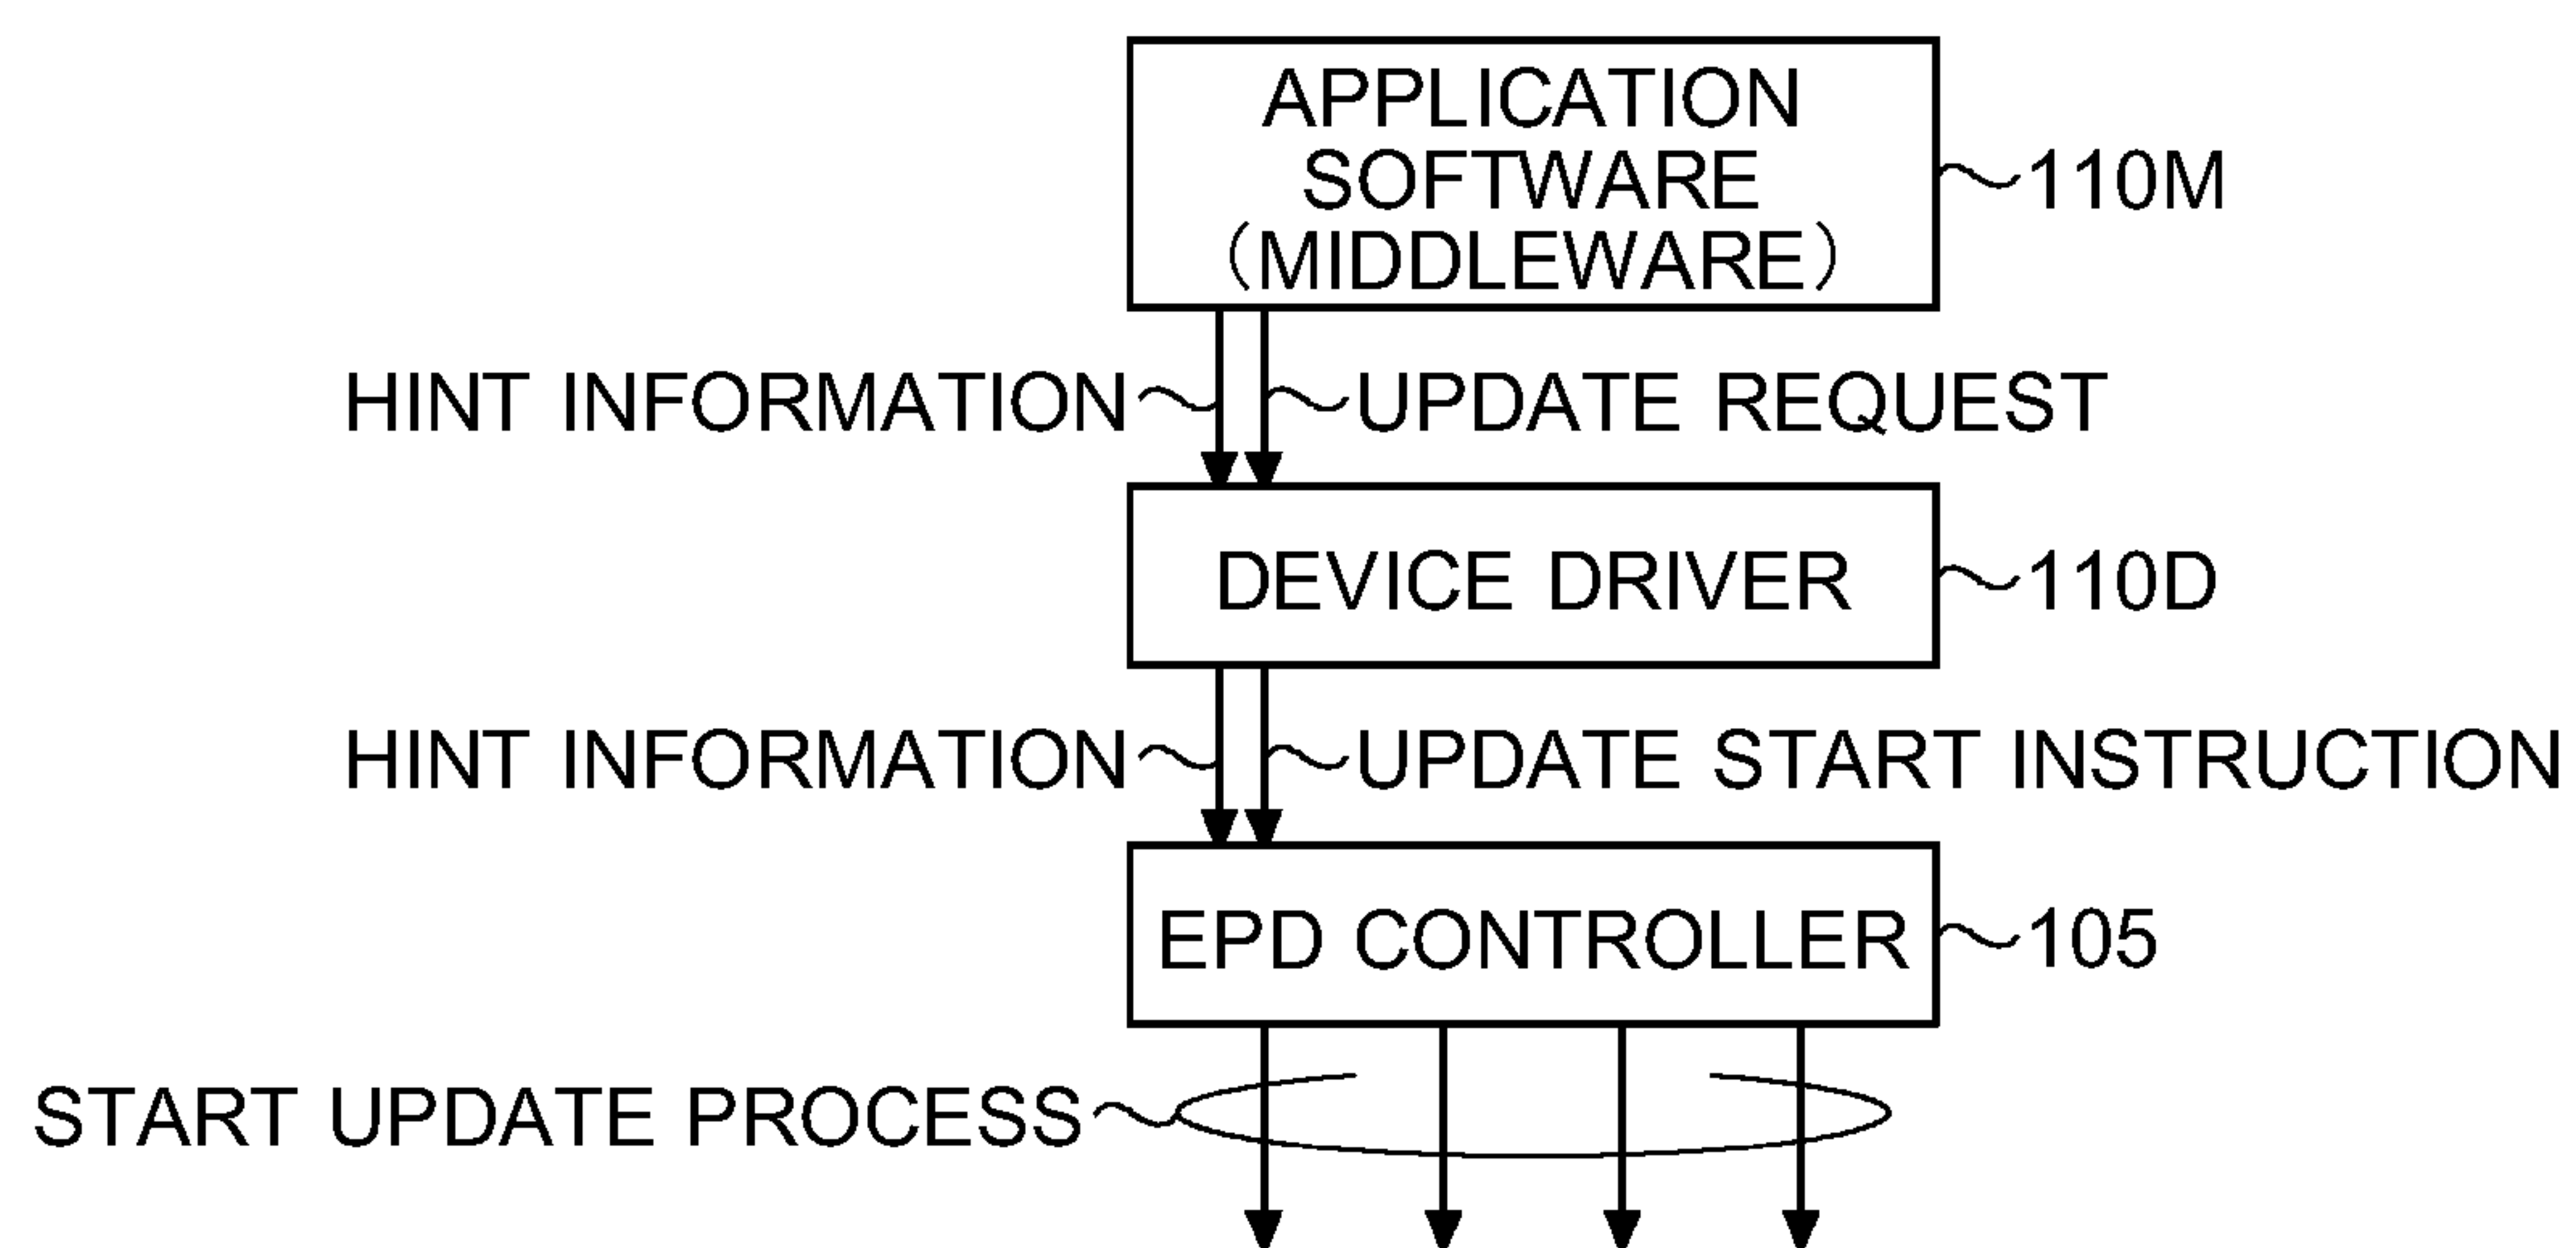 APPLICATION
SOFTWARE
(MIDDLEWARE)
110M
HINT INFORMATION
UPDATE REQUEST
DEVICE DRIVER
110D
HINT INFORMATION
UPDATE START INSTRUCTION
EPD CONTROLLER
105
START UPDATE PROCESS